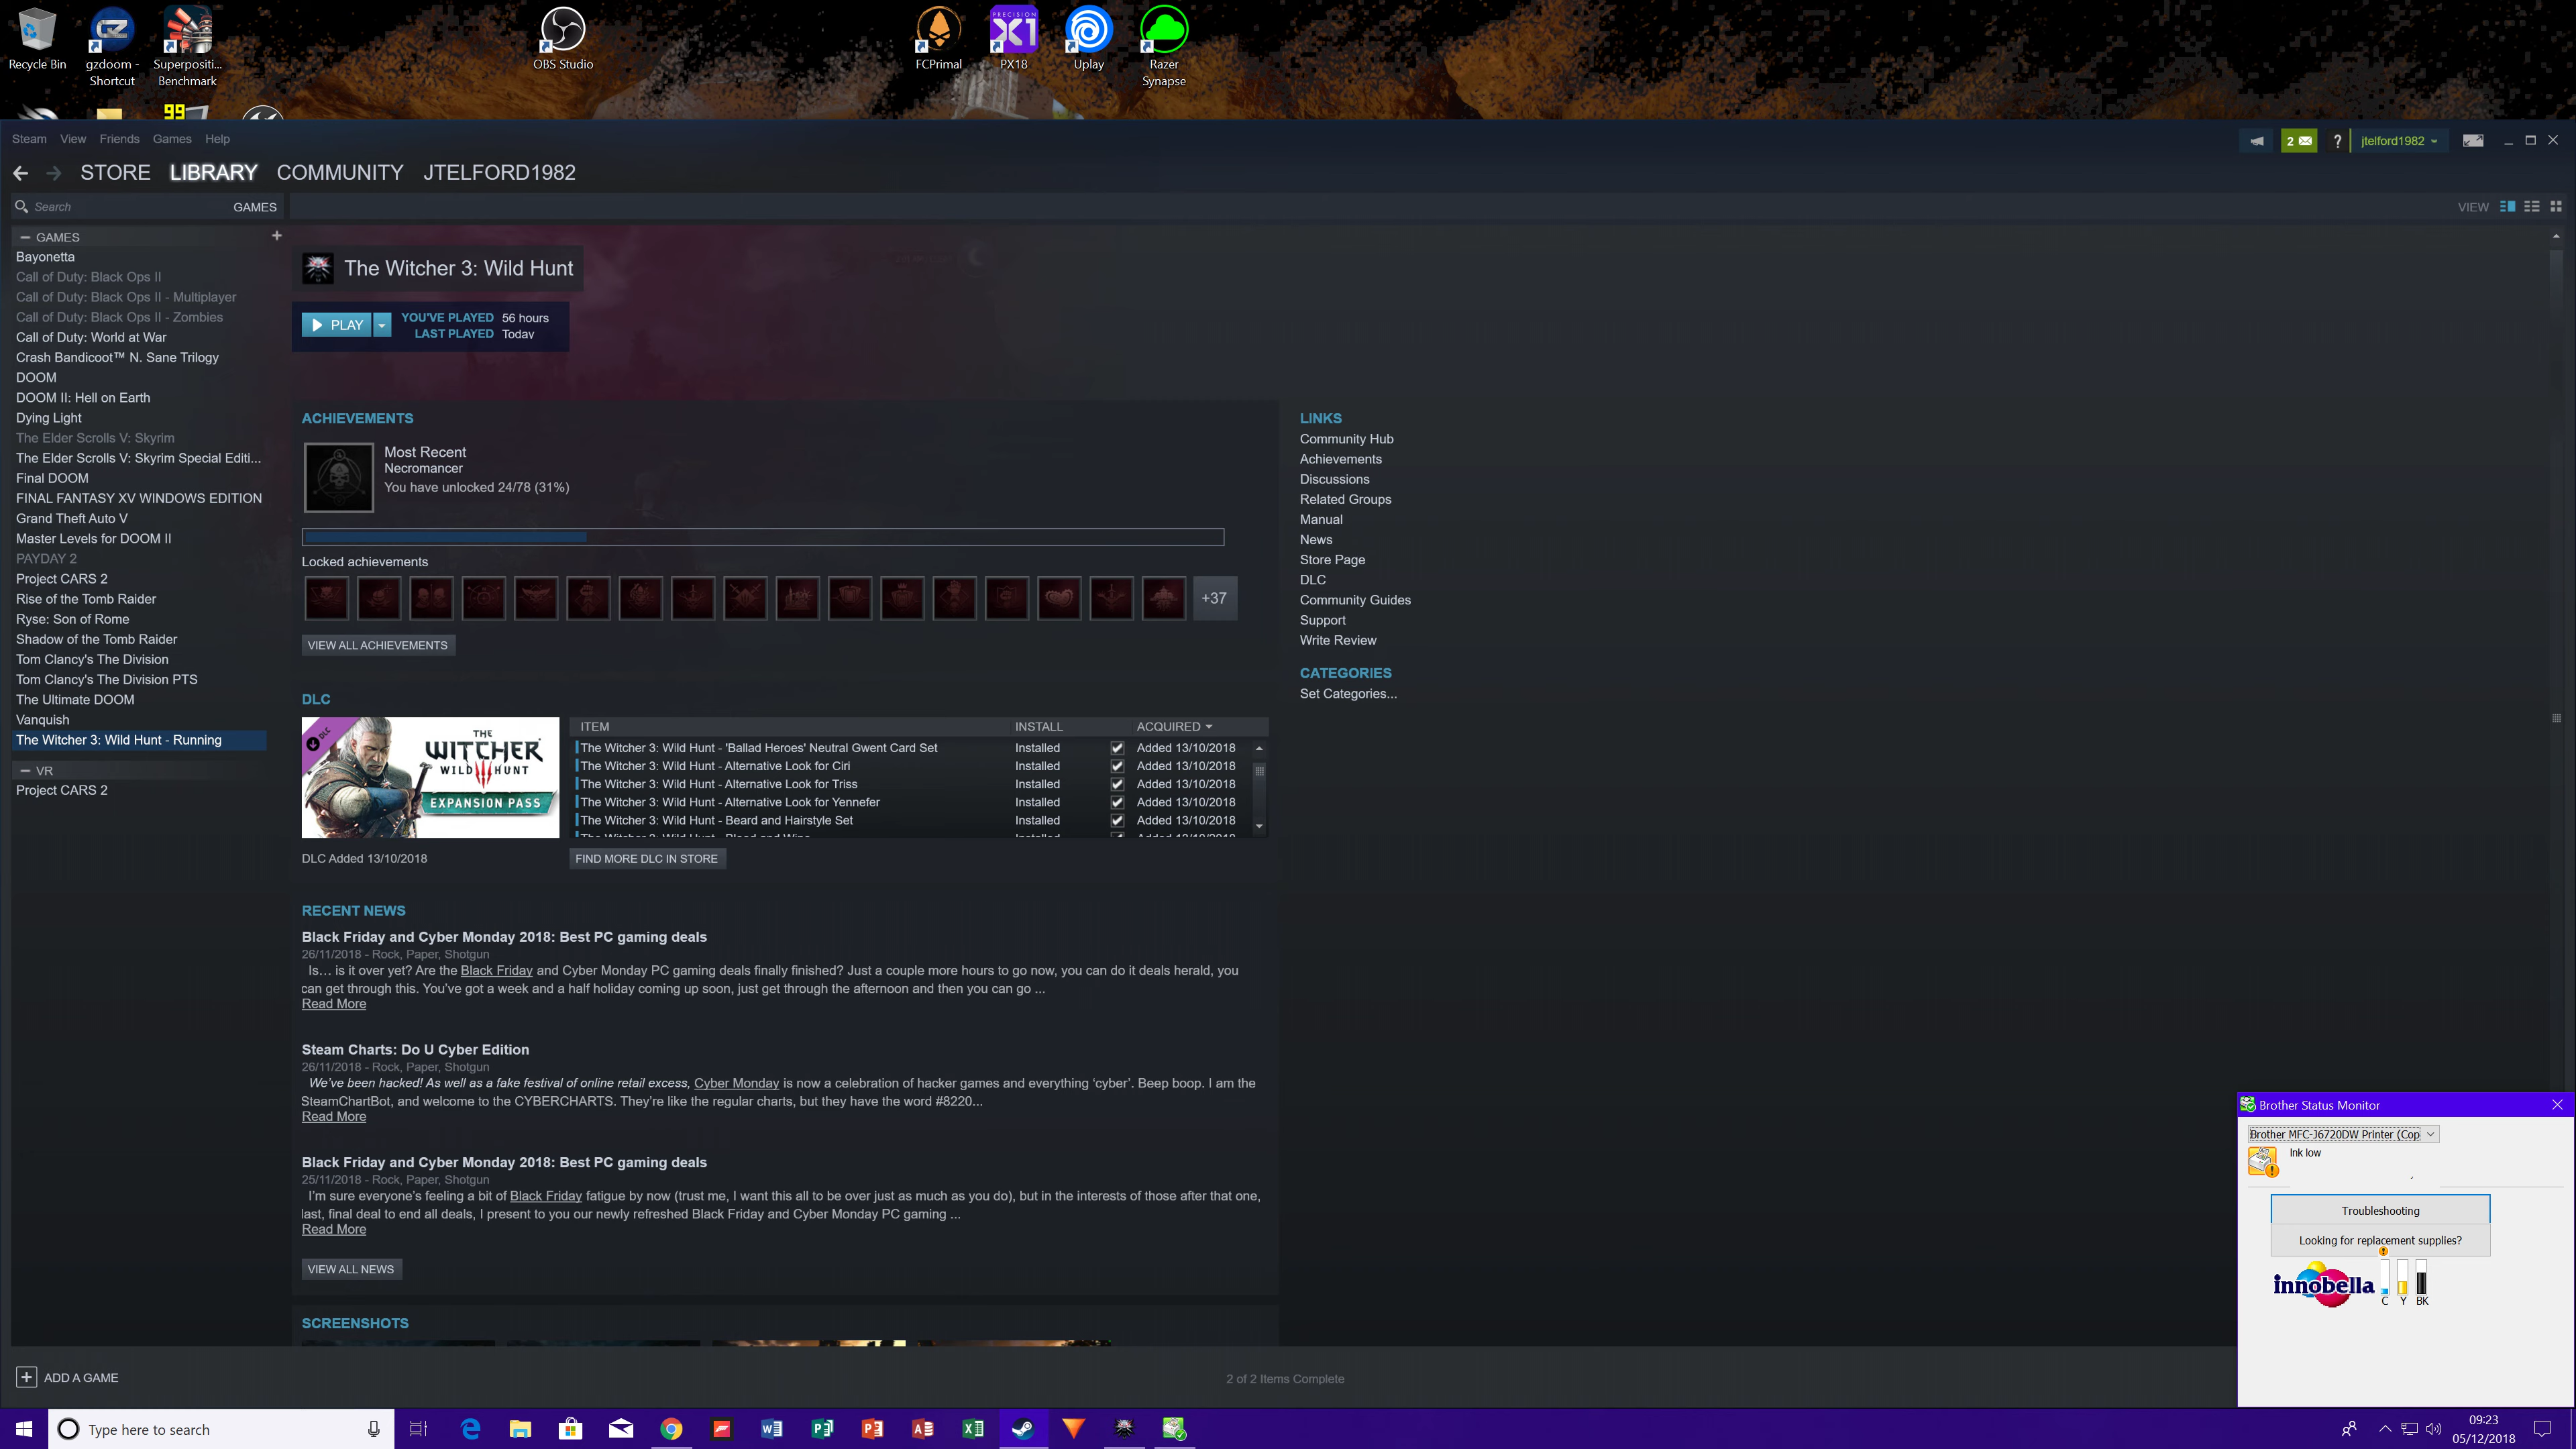 Recycle Bin
gzdoom -
Shortcut
Superpositi...
Benchmark
OBS Studio
FCPrimal
PRECISION
X1
PX18
Uplay
Razer
Synapse
99
Steam View Friends Games Help
2
?
jtelford1982
STORE LIBRARY COMMUNITY JTELFORD1982
Search
GAMES
VIEW
GAMES
Bayonetta
Call of Duty: Black Ops II
Call of Duty: Black Ops II - Multiplayer
Call of Duty: Black Ops II - Zombies
Call of Duty: World at War
Crash Bandicoot™ N. Sane Trilogy
DOOM
DOOM II: Hell on Earth
Dying Light
The Elder Scrolls V: Skyrim
The Elder Scrolls V: Skyrim Special Editi...
Final DOOM
FINAL FANTASY XV WINDOWS EDITION
Grand Theft Auto V
Master Levels for DOOM II
PAYDAY 2
Project CARS 2
Rise of the Tomb Raider
Ryse: Son of Rome
Shadow of the Tomb Raider
Tom Clancy's The Division
Tom Clancy's The Division PTS
The Ultimate DOOM
Vanquish
The Witcher 3: Wild Hunt - Running
VR
Project CARS 2
The Witcher 3: Wild Hunt
PLAY
YOU'VE PLAYED 56 hours
LAST PLAYED Today
ACHIEVEMENTS
Most Recent
Necromancer
You have unlocked 24/78 (31%)
Locked achievements
+37
VIEW ALL ACHIEVEMENTS
LINKS
Community Hub
Achievements
Discussions
Related Groups
Manual
News
Store Page
DLC
Community Guides
Support
Write Review
CATEGORIES
Set Categories...
DLC
DLC
THE
WITCHER
WILD HUNT
EXPANSION PASS
ITEM INSTALL ACQUIRED
The Witcher 3: Wild Hunt - 'Ballad Heroes' Neutral Gwent Card Set Installed Added 13/10/2018
The Witcher 3: Wild Hunt - Alternative Look for Ciri Installed Added 13/10/2018
The Witcher 3: Wild Hunt - Alternative Look for Triss Installed Added 13/10/2018
The Witcher 3: Wild Hunt - Alternative Look for Yennefer Installed Added 13/10/2018
The Witcher 3: Wild Hunt - Beard and Hairstyle Set Installed Added 13/10/2018
The Witcher 3: Wild Hunt - Blood and Wine Installed Added 13/10/2018
DLC Added 13/10/2018
FIND MORE DLC IN STORE
RECENT NEWS
Black Friday and Cyber Monday 2018: Best PC gaming deals
26/11/2018 - Rock, Paper, Shotgun
Is… is it over yet? Are the Black Friday and Cyber Monday PC gaming deals finally finished? Just a couple more hours to go now, you can do it deals herald, you
can get through this. You've got a week and a half holiday coming up soon, just get through the afternoon and then you can go ...
Read More
Steam Charts: Do U Cyber Edition
26/11/2018 - Rock, Paper, Shotgun
We've been hacked! As well as a fake festival of online retail excess, Cyber Monday is now a celebration of hacker games and everything ‘cyber’. Beep boop. I am the
SteamChartBot, and welcome to the CYBERCHARTS. They're like the regular charts, but they have the word #8220...
Read More
Black Friday and Cyber Monday 2018: Best PC gaming deals
25/11/2018 - Rock, Paper, Shotgun
I'm sure everyone's feeling a bit of Black Friday fatigue by now (trust me, I want this all to be over just as much as you do), but in the interests of those after that one,
last, final deal to end all deals, I present to you our newly refreshed Black Friday and Cyber Monday PC gaming ...
Read More
VIEW ALL NEWS
SCREENSHOTS
ADD A GAME
2 of 2 Items Complete
Brother Status Monitor
Brother MFC-J6720DW Printer (Cop
Ink low
Troubleshooting
Looking for replacement supplies?
innobella
C Y BK
Type here to search
09:23
05/12/2018